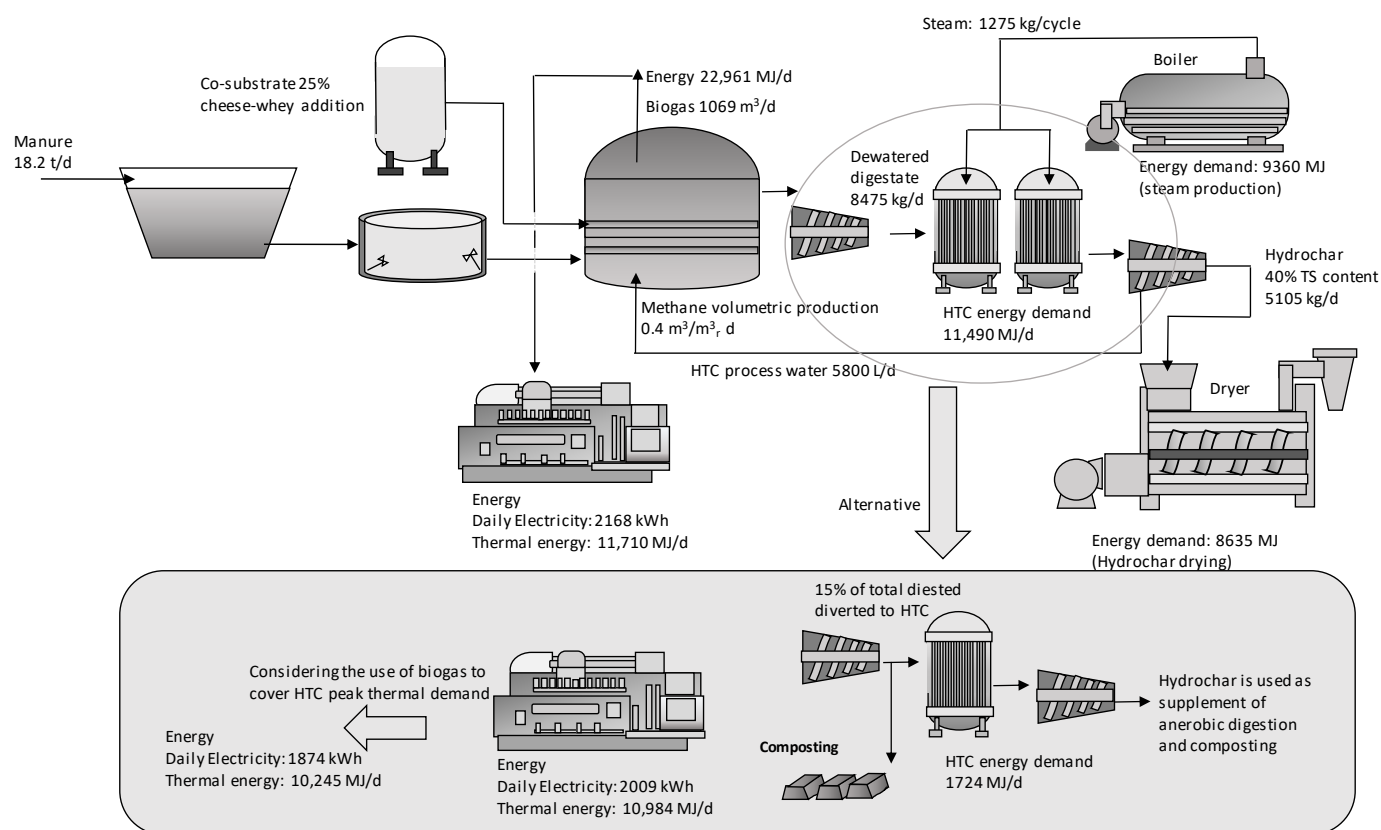 Steam: 1275 kg/cycle
Boiler
Co-substrate 25%
cheese-whey addition
Energy 22,961 MJ/d
Biogas 1069 m³/d
Manure
18.2 t/d
Dewatered
digestate
8475 kg/d
Energy demand: 9360 MJ
(steam production)
Hydrochar
40% TS content
5105 kg/d
Methane volumetric production
0.4 m³/m³ᵣ d
HTC energy demand
11,490 MJ/d
HTC process water 5800 L/d
Dryer
Energy
Daily Electricity: 2168 kWh
Thermal energy: 11,710 MJ/d
Alternative
Energy demand: 8635 MJ
(Hydrochar drying)
15% of total diested
diverted to HTC
Considering the use of biogas to
cover HTC peak thermal demand
Energy
Daily Electricity: 1874 kWh
Thermal energy: 10,245 MJ/d
Energy
Daily Electricity: 2009 kWh
Thermal energy: 10,984 MJ/d
Composting
HTC energy demand
1724 MJ/d
Hydrochar is used as
supplement of
anerobic digestion
and composting